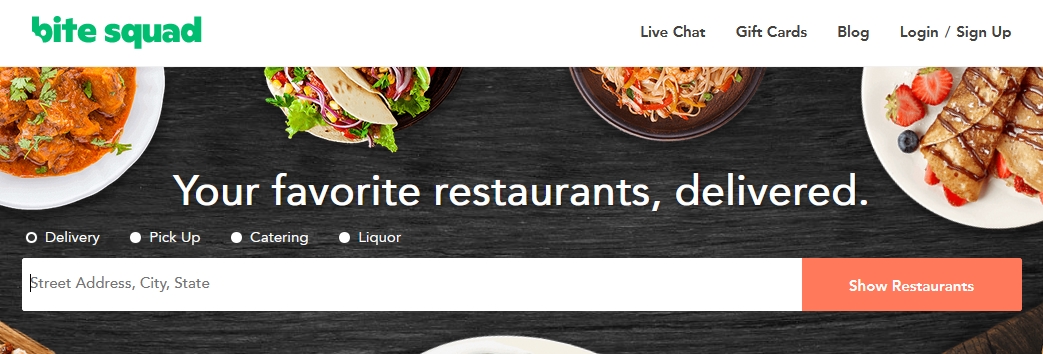 bite squad
Live Chat Gift Cards Blog Login / Sign Up
Your favorite restaurants, delivered.
Delivery Pick Up Catering Liquor
Street Address, City, State Show Restaurants